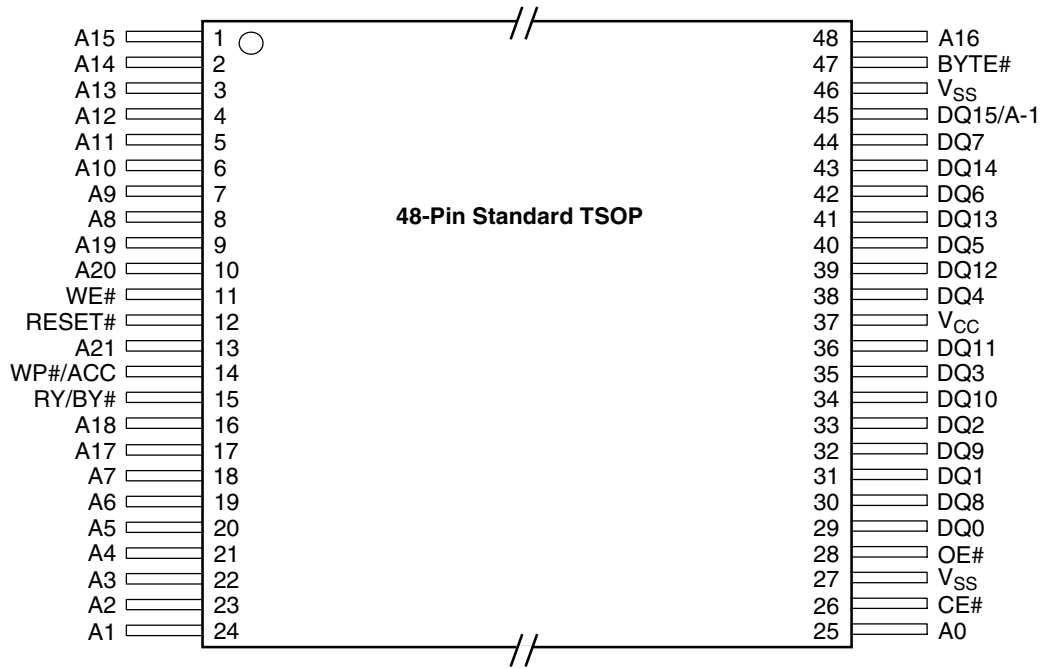 A15 1 48 A16
A14 2 47 BYTE#
A13 3 46 VSS
A12 4 45 DQ15/A-1
A11 5 44 DQ7
A10 6 43 DQ14
A9 7 42 DQ6
A8 8 48-Pin Standard TSOP 41 DQ13
A19 9 40 DQ5
A20 10 39 DQ12
WE# 11 38 DQ4
RESET# 12 37 VCC
A21 13 36 DQ11
WP#/ACC 14 35 DQ3
RY/BY# 15 34 DQ10
A18 16 33 DQ2
A17 17 32 DQ9
A7 18 31 DQ1
A6 19 30 DQ8
A5 20 29 DQ0
A4 21 28 OE#
A3 22 27 VSS
A2 23 26 CE#
A1 24 25 A0